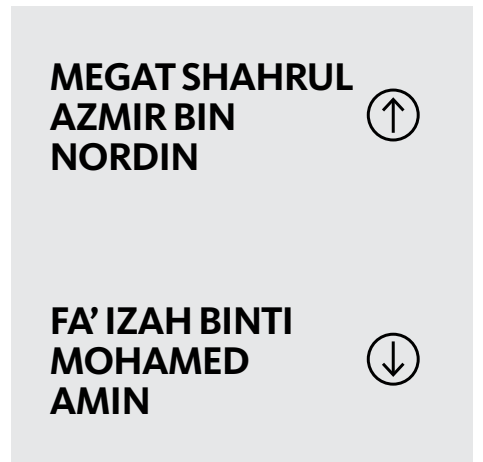 MEGAT SHAHRUL
AZMIR BIN
NORDIN
FA’ IZAH BINTI
MOHAMED
AMIN